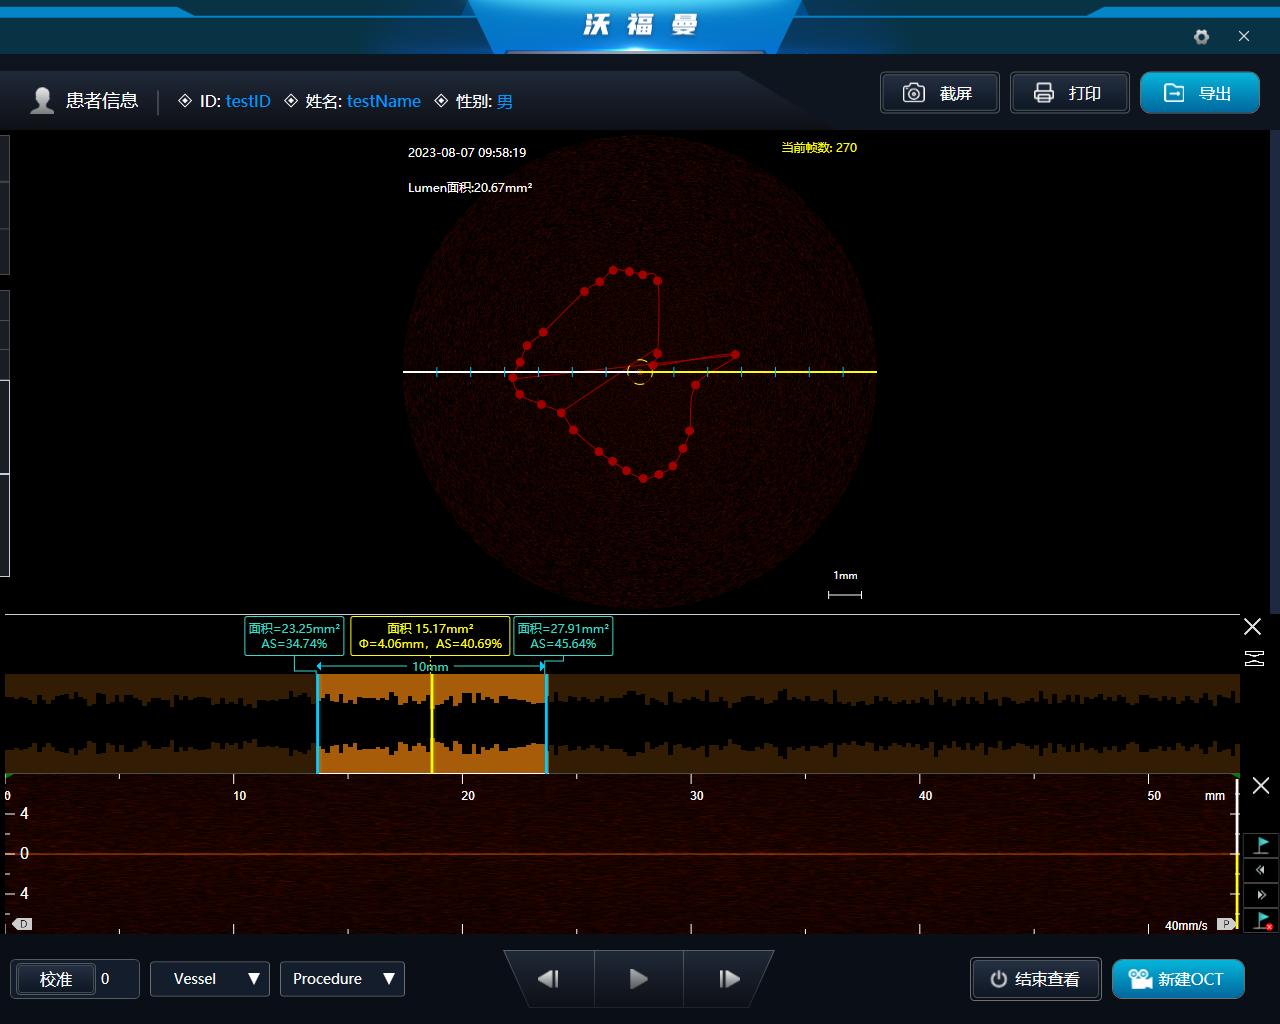 沃福曼
患者信息 ID: testID 姓名: testName 性别: 男
截屏 打印 导出
2023-08-07 09:58:19
当前帧数: 270
Lumen面积:20.67mm²
1mm
面积=23.25mm² 面积 15.17mm² 面积=27.91mm²
AS=34.74% Φ=4.06mm, AS=40.69% AS=45.64%
10mm
0 10 20 30 40 50 mm
4
0
4
D 40mm/s P
校准 0 Vessel Procedure 结束查看 新建OCT